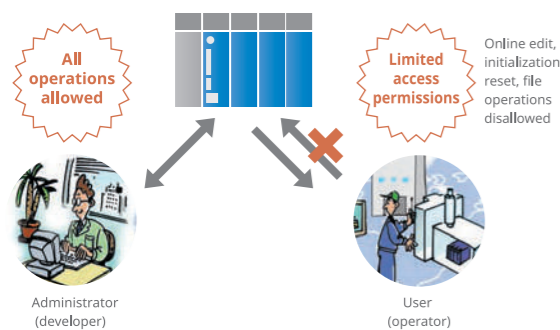 All
operations
allowed
Limited
access
permissions
Online edit,
initialization
reset, file
operations
disallowed
Administrator
(developer)
User
(operator)